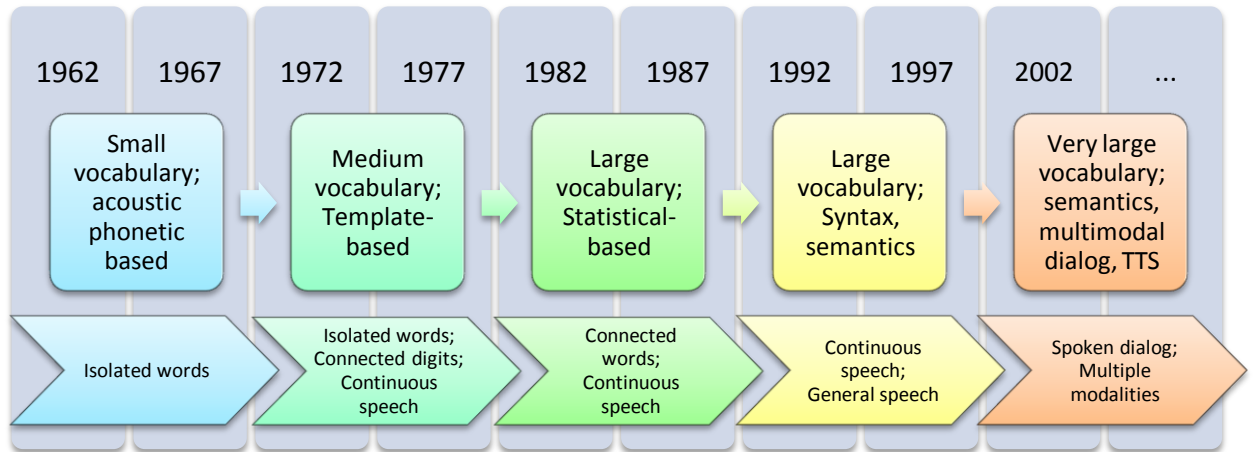 1962 1967 1972 1977 1982 1987 1992 1997 2002 ...
Small
vocabulary;
acoustic
phonetic
based
Medium
vocabulary;
Template-
based
Large
vocabulary;
Statistical-
based
Large
vocabulary;
Syntax,
semantics
Very large
vocabulary;
semantics,
multimodal
dialog, TTS
Isolated words
Isolated words;
Connected digits;
Continuous
speech
Connected
words;
Continuous
speech
Continuous
speech;
General speech
Spoken dialog;
Multiple
modalities